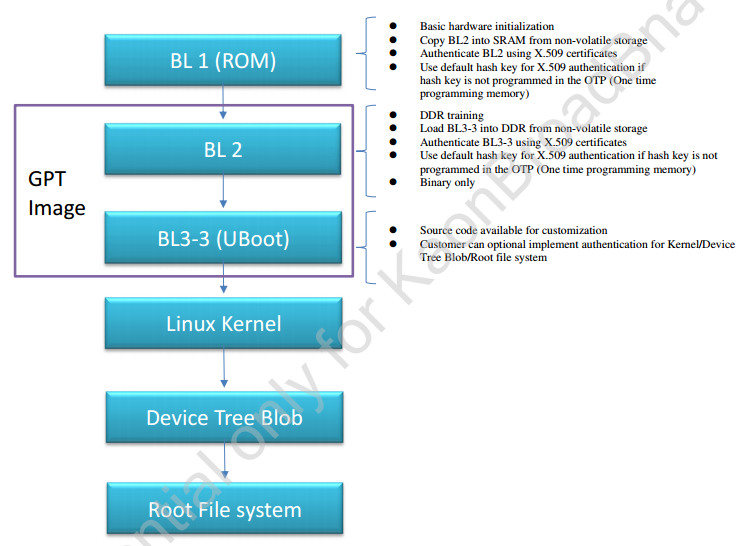 BL 1 (ROM)
Basic hardware initialization
Copy BL2 into SRAM from non-volatile storage
Authenticate BL2 using X.509 certificates
Use default hash key for X.509 authentication if
hash key is not programmed in the OTP (One time
programming memory)
GPT
Image
BL 2
DDR training
Load BL3-3 into DDR from non-volatile storage
Authenticate BL3-3 using X.509 certificates
Use default hash key for X.509 authentication if hash key is not
programmed in the OTP (One time programming memory)
Binary only
BL3-3 (UBoot)
Source code available for customization
Customer can optional implement authentication for Kernel/Device
Tree Blob/Root file system
Linux Kernel
Device Tree Blob
Root File system
only for KaonBroadBna